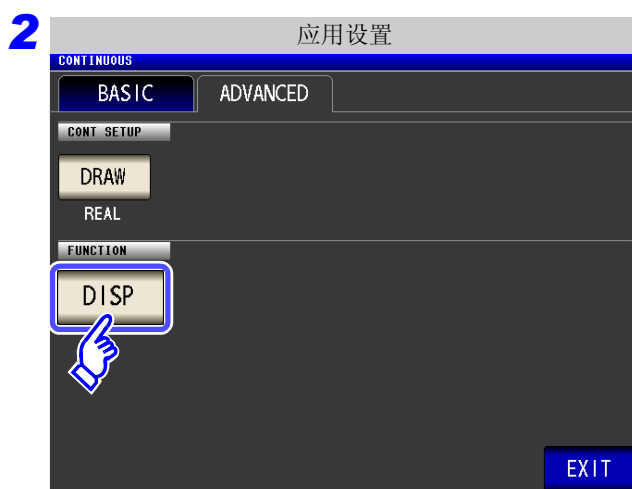 2
应用设置
CONTINUOUS
BASIC ADVANCED
CONT SETUP
DRAW
REAL
FUNCTION
DISP
EXIT